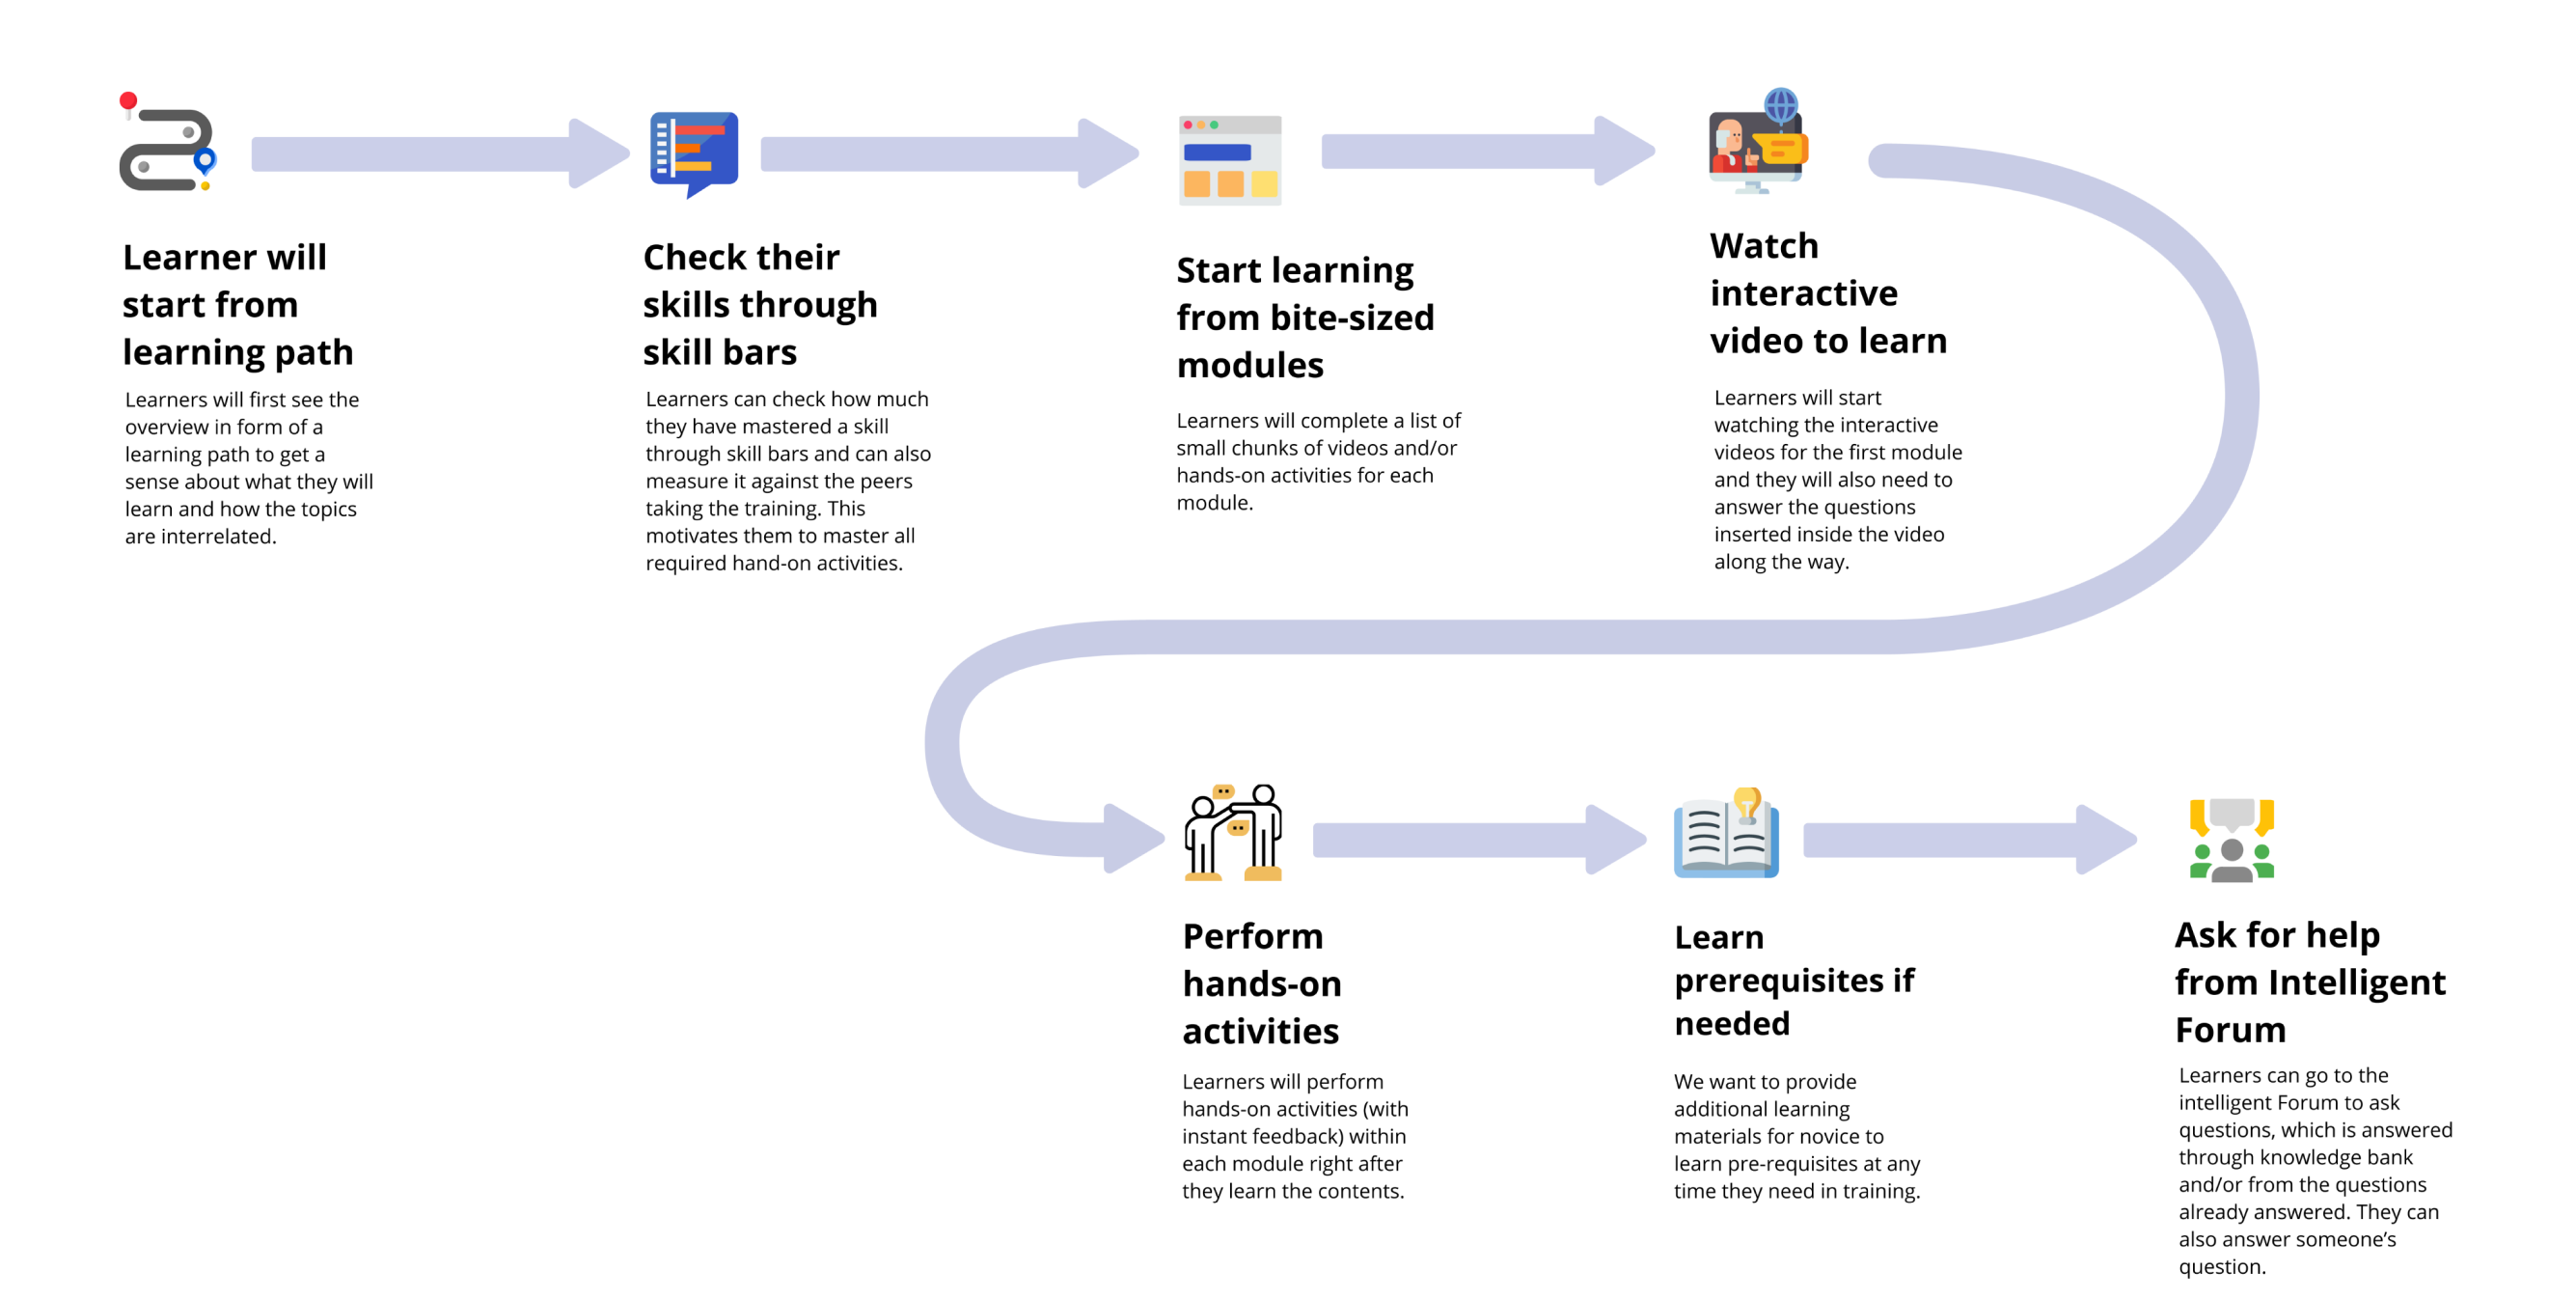 Learner will
start from
learning path
Learners will first see the
overview in form of a
learning path to get a
sense about what they will
learn and how the topics
are interrelated.
Check their
skills through
skill bars
Learners can check how much
they have mastered a skill
through skill bars and can also
measure it against the peers
taking the training. This
motivates them to master all
required hand-on activities.
Start learning
from bite-sized
modules
Learners will complete a list of
small chunks of videos and/or
hands-on activities for each
module.
Watch
interactive
video to learn
Learners will start
watching the interactive
videos for the first module
and they will also need to
answer the questions
inserted inside the video
along the way.
Perform
hands-on
activities
Learners will perform
hands-on activities (with
instant feedback) within
each module right after
they learn the contents.
Learn
prerequisites if
needed
We want to provide
additional learning
materials for novice to
learn pre-requisites at any
time they need in training.
Ask for help
from Intelligent
Forum
Learners can go to the
intelligent Forum to ask
questions, which is answered
through knowledge bank
and/or from the questions
already answered. They can
also answer someone’s
question.